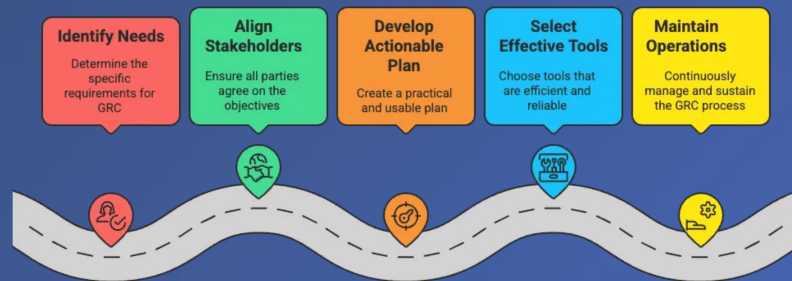 Identify Needs
Determine the
specific
requirements for
GRC
Align
Stakeholders
Ensure all parties
agree on the
objectives
Develop
Actionable
Plan
Create a practical
and usable plan
Select
Effective Tools
Choose tools that
are efficient and
reliable
Maintain
Operations
Continuously
manage and sustain
the GRC process